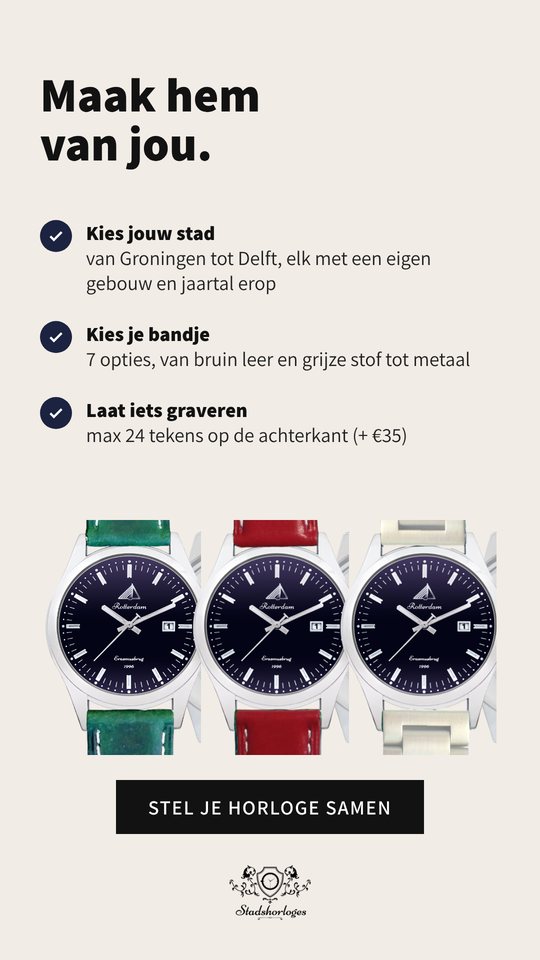 Maak hem
van jou.
Kies jouw stad
van Groningen tot Delft, elk met een eigen
gebouw en jaartal erop
Kies je bandje
7 opties, van bruin leer en grijze stof tot metaal
Laat iets graveren
max 24 tekens op de achterkant (+ €35)
Rotterdam
Erasmusbrug
1996
Rotterdam
Erasmusbrug
1996
Rotterdam
Erasmusbrug
1996
STEL JE HORLOGE SAMEN
Stadshorloges